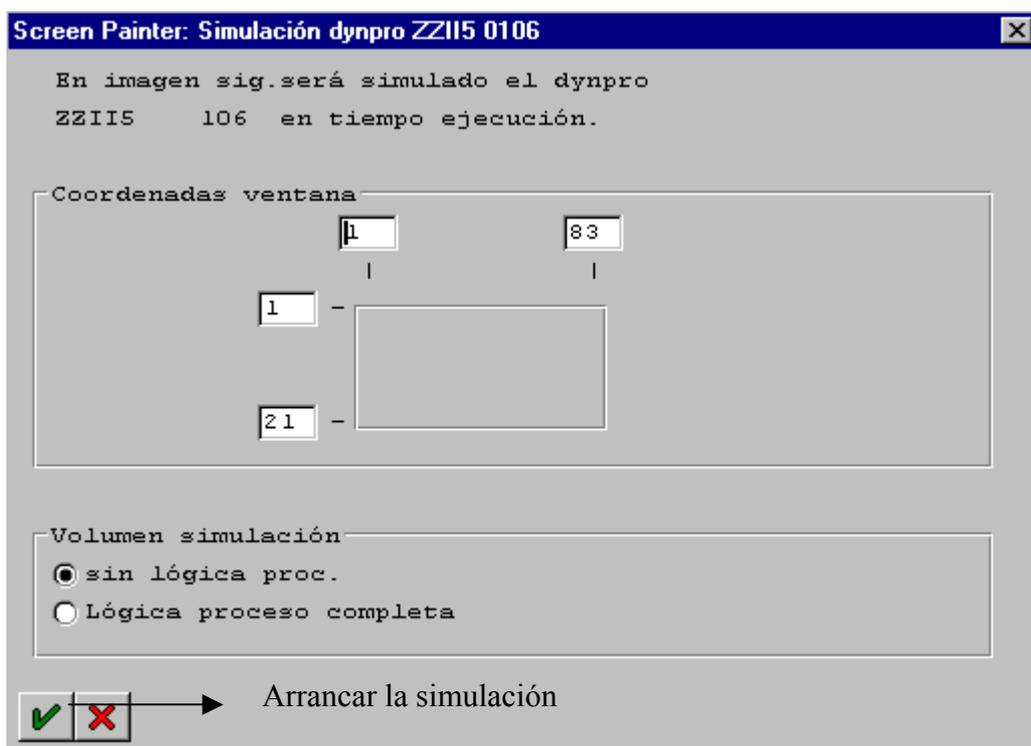 Screen Painter: Simulación dynpro ZZII5 0106
En imagen sig.será simulado el dynpro
ZZII5 106 en tiempo ejecución.
Coordenadas ventana
1 83
1
21
Volumen simulación
sin lógica proc.
Lógica proceso completa
Arrancar la simulación